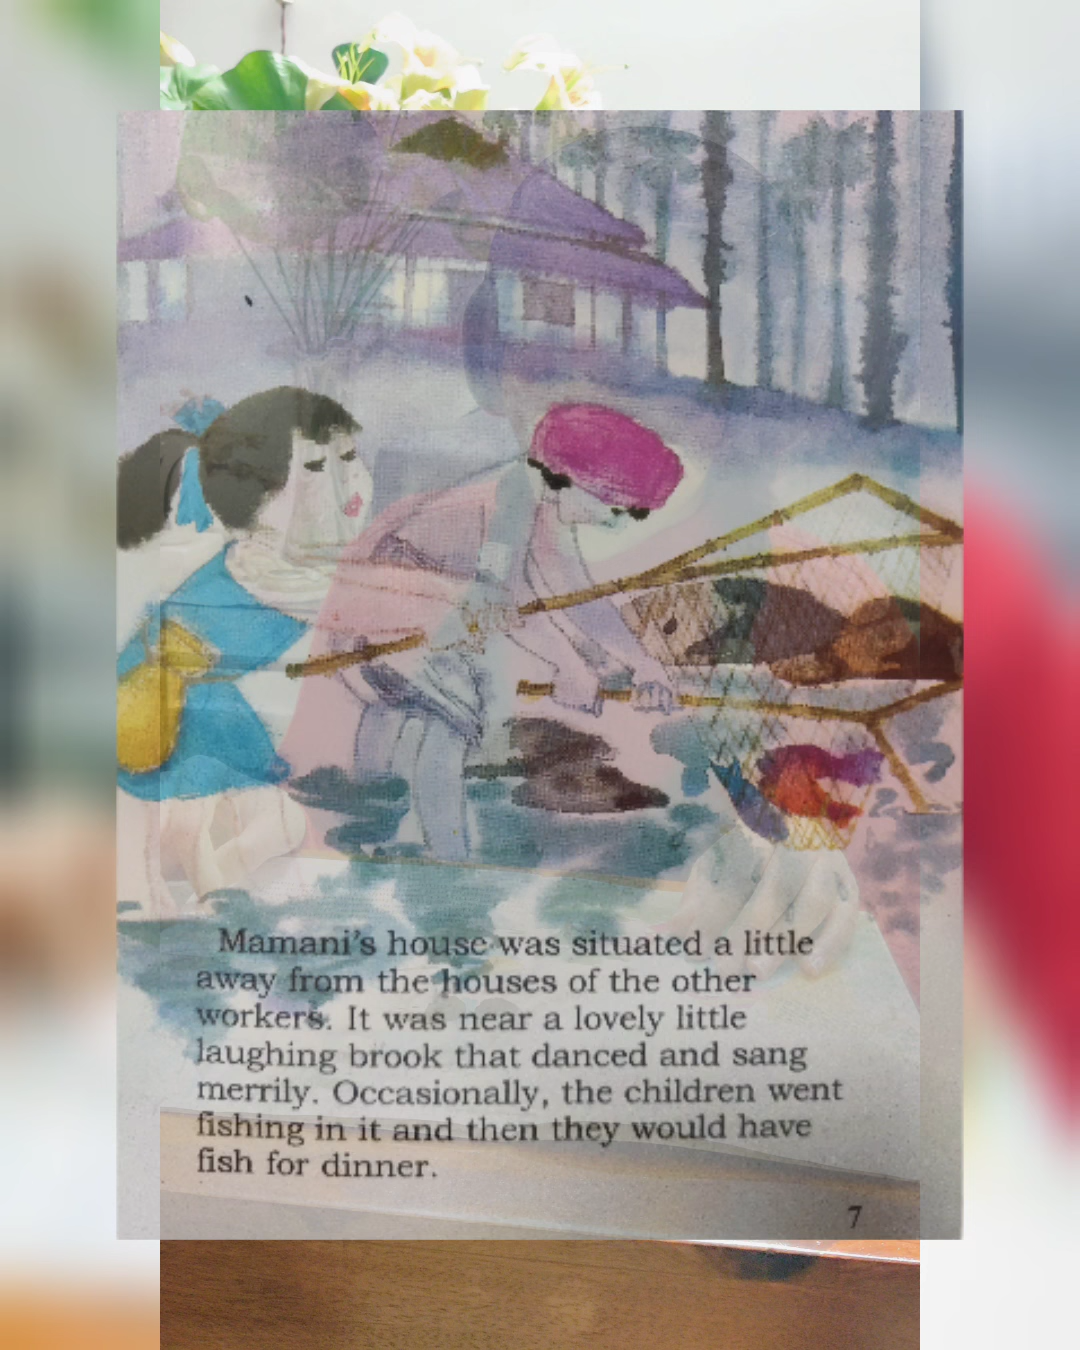 Mamani's house was situated a little
away from the houses of the other
workers. It was near a lovely little
laughing brook that danced and sang
merrily. Occasionally, the children went
fishing in it and then they would have
fish for dinner.
7